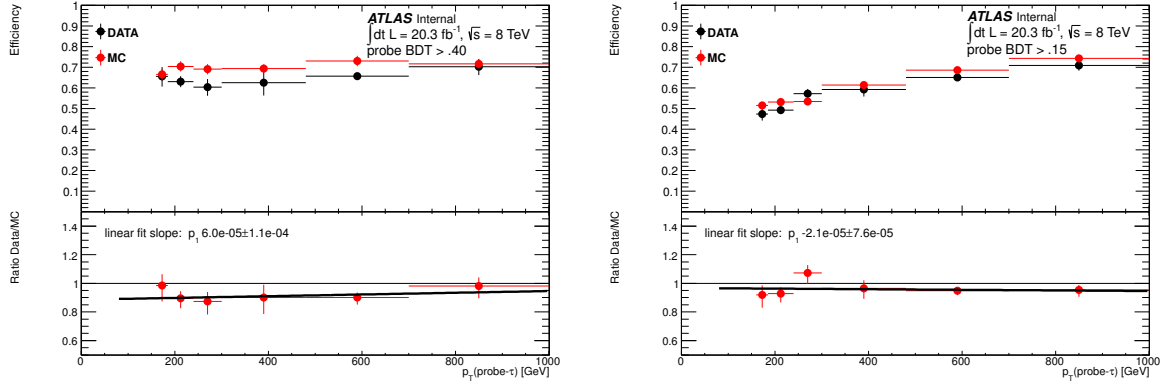 Efficiency
1
0.9
0.8
0.7
0.6
0.5
0.4
0.3
0.2
0.1
DATA
MC
ATLAS Internal
∫dt L = 20.3 fb⁻¹, √s = 8 TeV
probe BDT > .40
Ratio Data/MC
1.4
1.2
1
0.8
0.6
linear fit slope: p₁ 6.0e-05±1.1e-04
0 200 400 600 800 1000
p_T(probe-τ) [GeV]
Efficiency
1
0.9
0.8
0.7
0.6
0.5
0.4
0.3
0.2
0.1
DATA
MC
ATLAS Internal
∫dt L = 20.3 fb⁻¹, √s = 8 TeV
probe BDT > .15
Ratio Data/MC
1.4
1.2
1
0.8
0.6
linear fit slope: p₁ -2.1e-05±7.6e-05
0 200 400 600 800 1000
p_T(probe-τ) [GeV]